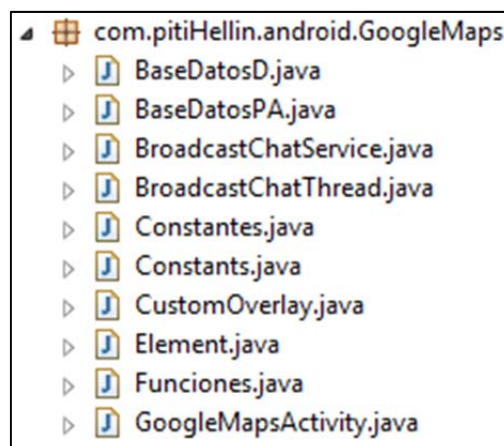 com.pitiHellin.android.GoogleMaps
J BaseDatosD.java
J BaseDatosPA.java
J BroadcastChatService.java
J BroadcastChatThread.java
J Constantes.java
J Constants.java
J CustomOverlay.java
J Element.java
J Funciones.java
J GoogleMapsActivity.java